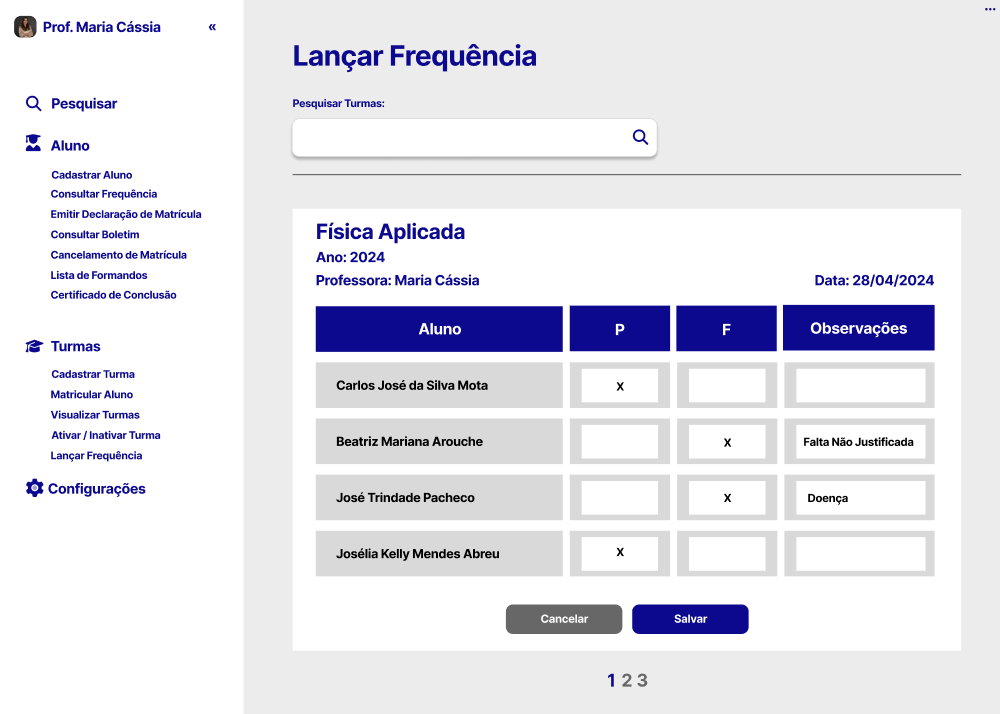 Prof. Maria Cássia «
Pesquisar
Aluno
Cadastrar Aluno
Consultar Frequência
Emitir Declaração de Matrícula
Consultar Boletim
Cancelamento de Matrícula
Lista de Formandos
Certificado de Conclusão
Turmas
Cadastrar Turma
Matricular Aluno
Visualizar Turmas
Ativar / Inativar Turma
Lançar Frequência
Configurações
Lançar Frequência
Pesquisar Turmas:
Física Aplicada
Ano: 2024
Professora: Maria Cássia Data: 28/04/2024
Aluno P F Observações
Carlos José da Silva Mota X
Beatriz Mariana Arouche X Falta Não Justificada
José Trindade Pacheco X Doença
Josélia Kelly Mendes Abreu X
Cancelar Salvar
1 2 3